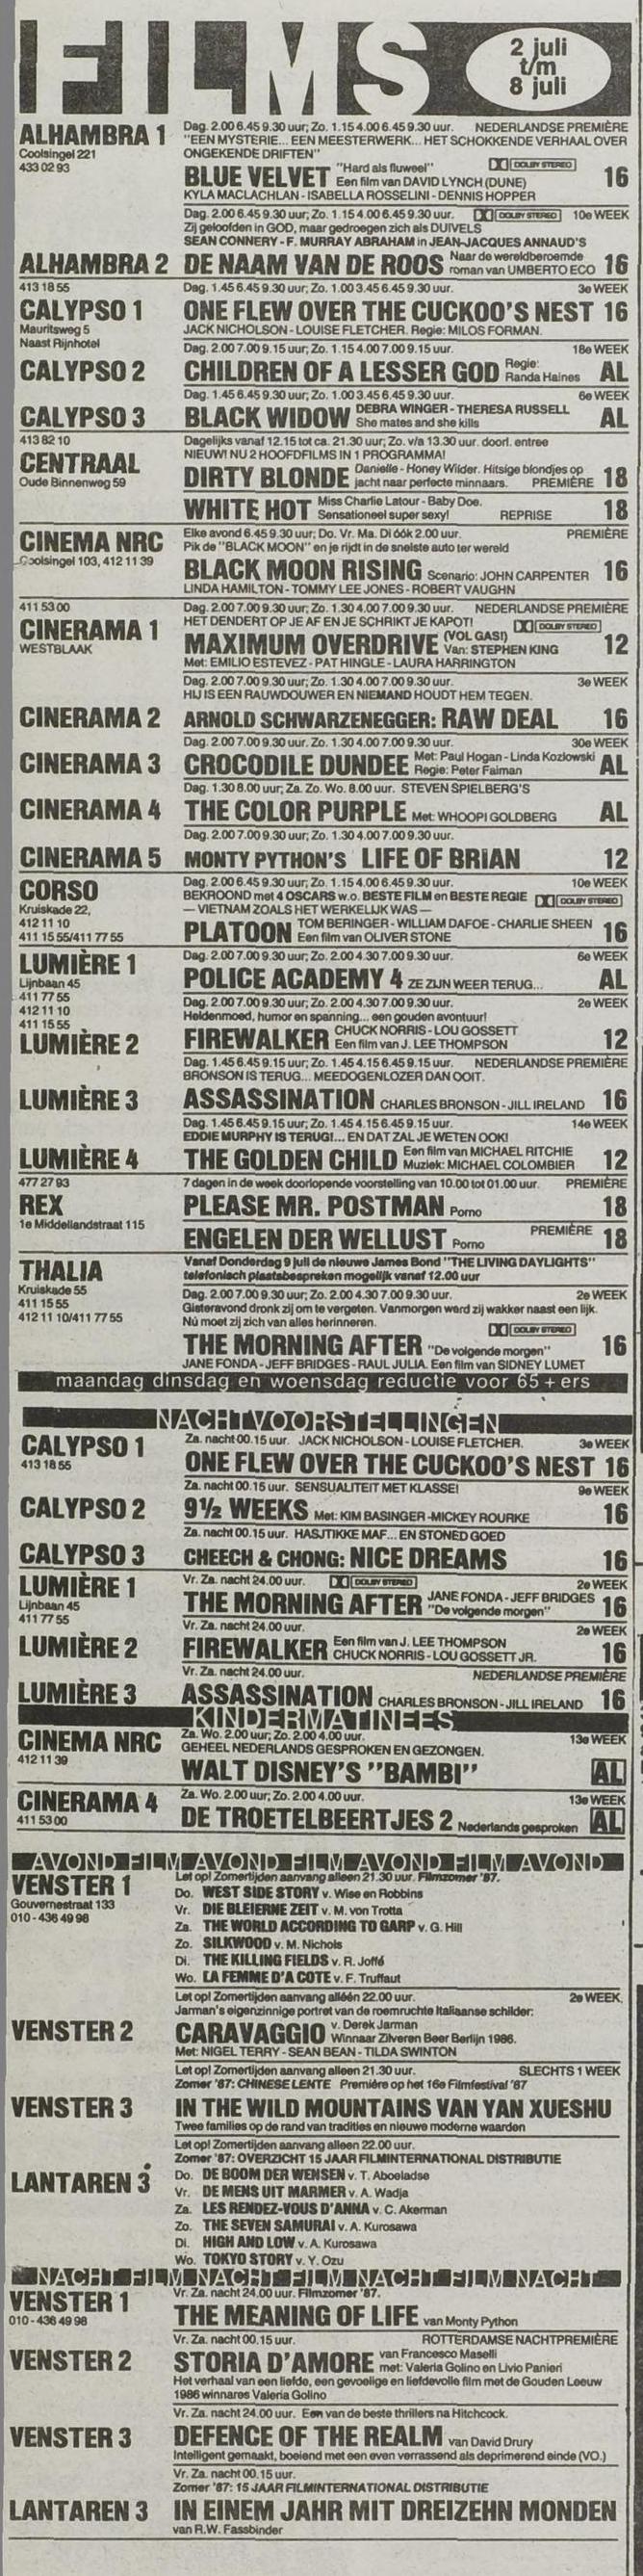 FILMS
2 juli
t/m
8 juli
ALHAMBRA 1
Coolsingel 221
433 02 93
Dag. 2.00 6.45 9.30 uur; Zo. 1.15 4.00 6.45 9.30 uur. NEDERLANDSE PREMIÈRE
"EEN MYSTERIE... EEN MEESTERWERK... HET SCHOKKENDE VERHAAL OVER
ONGEKENDE DRIFTEN"
BLUE VELVET "Hard als fluweel" Een film van DAVID LYNCH (DUNE) DOLBY STEREO 16
KYLA MACLACHLAN - ISABELLA ROSSELINI - DENNIS HOPPER
Dag. 2.00 6.45 9.30 uur; Zo. 1.15 4.00 6.45 9.30 uur. DOLBY STEREO 10e WEEK
Zij geloofden in GOD, maar gedroegen zich als DUIVELS
SEAN CONNERY - F. MURRAY ABRAHAM in JEAN-JACQUES ANNAUD'S
ALHAMBRA 2 DE NAAM VAN DE ROOS Naar de wereldberoemde roman van UMBERTO ECO 16
413 18 55
Dag. 1.45 6.45 9.30 uur; Zo. 1.00 3.45 6.45 9.30 uur. 3e WEEK
CALYPSO 1 ONE FLEW OVER THE CUCKOO'S NEST 16
Mauritsweg 5
Naast Rijnhotel
JACK NICHOLSON - LOUISE FLETCHER. Regie: MILOS FORMAN.
Dag. 2.00 7.00 9.15 uur; Zo. 1.15 4.00 7.00 9.15 uur. 18e WEEK
CALYPSO 2 CHILDREN OF A LESSER GOD Regie: Randa Haines AL
Dag. 1.45 6.45 9.30 uur; Zo. 1.00 3.45 6.45 9.30 uur. 6e WEEK
CALYPSO 3 BLACK WIDOW DEBRA WINGER - THERESA RUSSELL She mates and she kills AL
413 82 10
CENTRAAL
Oude Binnenweg 59
Dagelijks vanaf 12.15 tot ca. 21.30 uur; Zo. v/a 13.30 uur. doorl. entree
NIEUW! NU 2 HOOFDFILMS IN 1 PROGRAMMA!
DIRTY BLONDE Danielle - Honey Wilder. Hitsige blondjes op jacht naar perfecte minnaars. PREMIÈRE 18
WHITE HOT Miss Charlie Latour - Baby Doe. Sensationeel super sexy! REPRISE 18
CINEMA NRC
Coolsingel 103, 412 11 39
Elke avond 6.45 9.30 uur; Do. Vr. Ma. Di óók 2.00 uur. PREMIÈRE
Pik de "BLACK MOON" en je rijdt in de snelste auto ter wereld
BLACK MOON RISING Scenario: JOHN CARPENTER 16
LINDA HAMILTON - TOMMY LEE JONES - ROBERT VAUGHN
411 53 00
CINERAMA 1
WESTBLAAK
Dag. 2.00 7.00 9.30 uur; Zo. 1.30 4.00 7.00 9.30 uur. NEDERLANDSE PREMIÈRE
HET DENDERT OP JE AF EN JE SCHRIKT JE KAPOT! DOLBY STEREO
MAXIMUM OVERDRIVE (VOL GAS!) Van: STEPHEN KING 12
Met: EMILIO ESTEVEZ - PAT HINGLE - LAURA HARRINGTON
Dag. 2.00 7.00 9.30 uur; Zo. 1.30 4.00 7.00 9.30 uur. 3e WEEK
HIJ IS EEN RAUWDOUWER EN NIEMAND HOUDT HEM TEGEN.
CINERAMA 2 ARNOLD SCHWARZENEGGER: RAW DEAL 16
Dag. 2.00 7.00 9.30 uur. Zo. 1.30 4.00 7.00 9.30 uur. 30e WEEK
CINERAMA 3 CROCODILE DUNDEE Met: Paul Hogan - Linda Kozlowski Regie: Peter Faiman AL
Dag. 1.30 8.00 uur; Za. Zo. Wo. 8.00 uur. STEVEN SPIELBERG'S
CINERAMA 4 THE COLOR PURPLE Met: WHOOPI GOLDBERG AL
Dag. 2.00 7.00 9.30 uur; Zo. 1.30 4.00 7.00 9.30 uur.
CINERAMA 5 MONTY PYTHON'S LIFE OF BRIAN 12
CORSO
Kruiskade 22,
412 11 10
411 15 55/411 77 55
Dag. 2.00 6.45 9.30 uur; Zo. 1.15 4.00 6.45 9.30 uur. 10e WEEK
BEKROOND met 4 OSCARS w.o. BESTE FILM en BESTE REGIE DOLBY STEREO
— VIETNAM ZOALS HET WERKELIJK WAS —
PLATOON TOM BERINGER - WILLIAM DAFOE - CHARLIE SHEEN Een film van OLIVER STONE 16
LUMIÈRE 1
Lijnbaan 45
411 77 55
412 11 10
411 15 55
Dag. 2.00 7.00 9.30 uur; Zo. 2.00 4.30 7.00 9.30 uur. 6e WEEK
POLICE ACADEMY 4 ZE ZIJN WEER TERUG... AL
Dag. 2.00 7.00 9.30 uur; Zo. 2.00 4.30 7.00 9.30 uur. 2e WEEK
Heldenmoed, humor en spanning... een gouden avontuur!
LUMIÈRE 2 FIREWALKER CHUCK NORRIS - LOU GOSSETT Een film van J. LEE THOMPSON 12
Dag. 1.45 6.45 9.15 uur; Zo. 1.45 4.15 6.45 9.15 uur. NEDERLANDSE PREMIÈRE
BRONSON IS TERUG... MEEDOGENLOZER DAN OOIT.
LUMIÈRE 3 ASSASSINATION CHARLES BRONSON - JILL IRELAND 16
Dag. 1.45 6.45 9.15 uur; Zo. 1.45 4.15 6.45 9.15 uur. 14e WEEK
EDDIE MURPHY IS TERUG!... EN DAT ZAL JE WETEN OOK!
LUMIÈRE 4 THE GOLDEN CHILD Een film van MICHAEL RITCHIE Muziek: MICHAEL COLOMBIER 12
477 27 93
REX
1e Middellandstraat 115
7 dagen in de week doorlopende voorstelling van 10.00 tot 01.00 uur. PREMIÈRE
PLEASE MR. POSTMAN Porno 18
ENGELEN DER WELLUST Porno PREMIÈRE 18
THALIA
Kruiskade 55
411 15 55
412 11 10/411 77 55
Vanaf Donderdag 9 juli de nieuwe James Bond "THE LIVING DAYLIGHTS"
telefonisch plaatsbespreken mogelijk vanaf 12.00 uur
Dag. 2.00 7.00 9.30 uur; Zo. 2.00 4.30 7.00 9.30 uur. 2e WEEK
Gisteravond dronk zij om te vergeten. Vanmorgen werd zij wakker naast een lijk.
Nú moet zij zich van alles herinneren. DOLBY STEREO
THE MORNING AFTER "De volgende morgen" 16
JANE FONDA - JEFF BRIDGES - RAUL JULIA. Een film van SIDNEY LUMET
maandag dinsdag en woensdag reductie voor 65 + ers
NACHTVOORSTELLINGEN
CALYPSO 1
413 18 55
Za. nacht 00.15 uur. JACK NICHOLSON - LOUISE FLETCHER. 3e WEEK
ONE FLEW OVER THE CUCKOO'S NEST 16
Za. nacht 00.15 uur. SENSUALITEIT MET KLASSE! 9e WEEK
CALYPSO 2 9½ WEEKS Met: KIM BASINGER - MICKEY ROURKE 16
Za. nacht 00.15 uur. HASJTIKKE MAF... EN STONED GOED
CALYPSO 3 CHEECH & CHONG: NICE DREAMS 16
LUMIÈRE 1
Lijnbaan 45
411 77 55
Vr. Za. nacht 24.00 uur. DOLBY STEREO 2e WEEK
THE MORNING AFTER JANE FONDA - JEFF BRIDGES "De volgende morgen" 16
Vr. Za. nacht 24.00 uur. 2e WEEK
LUMIÈRE 2 FIREWALKER Een film van J. LEE THOMPSON CHUCK NORRIS - LOU GOSSETT JR. 16
Vr. Za. nacht 24.00 uur. NEDERLANDSE PREMIÈRE
LUMIÈRE 3 ASSASSINATION CHARLES BRONSON - JILL IRELAND 16
KINDERMATINEES
CINEMA NRC
412 11 39
Za. Wo. 2.00 uur; Zo. 2.00 4.00 uur. 13e WEEK
GEHEEL NEDERLANDS GESPROKEN EN GEZONGEN.
WALT DISNEY'S "BAMBI" AL
CINERAMA 4
411 53 00
Za. Wo. 2.00 uur; Zo. 2.00 4.00 uur. 13e WEEK
DE TROETELBEERTJES 2 Nederlands gesproken AL
AVOND FILM AVOND FILM AVOND FILM AVOND
VENSTER 1
Gouvernestraat 133
010 - 436 49 98
Let op! Zomertijden aanvang alleen 21.30 uur. Filmzomer '87.
Do. WEST SIDE STORY v. Wise en Robbins
Vr. DIE BLEIERNE ZEIT v. M. von Trotta
Za. THE WORLD ACCORDING TO GARP v. G. Hill
Zo. SILKWOOD v. M. Nichols
Di. THE KILLING FIELDS v. R. Joffé
Wo. LA FEMME D'A COTE v. F. Truffaut
Let op! Zomertijden aanvang alléén 22.00 uur. 2e WEEK.
Jarman's eigenzinnige portret van de roemruchte Italiaanse schilder:
VENSTER 2 CARAVAGGIO v. Derek Jarman Winnaar Zilveren Beer Berlijn 1986.
Met: NIGEL TERRY - SEAN BEAN - TILDA SWINTON
Let op! Zomertijden aanvang alleen 21.30 uur. SLECHTS 1 WEEK
Zomer '87: CHINESE LENTE Première op het 16e Filmfestival '87
VENSTER 3 IN THE WILD MOUNTAINS VAN YAN XUESHU
Twee families op de rand van tradities en nieuwe moderne waarden
Let op! Zomertijden aanvang alleen 22.00 uur.
Zomer '87: OVERZICHT 15 JAAR FILMINTERNATIONAL DISTRIBUTIE
LANTAREN 3
Do. DE BOOM DER WENSEN v. T. Aboeladse
Vr. DE MENS UIT MARMER v. A. Wadja
Za. LES RENDEZ-VOUS D'ANNA v. C. Akerman
Zo. THE SEVEN SAMURAI v. A. Kurosawa
Di. HIGH AND LOW v. A. Kurosawa
Wo. TOKYO STORY v. Y. Ozu
NACHT FILM NACHT FILM NACHT FILM NACHT
VENSTER 1
010 - 436 49 98
Vr. Za. nacht 24.00 uur. Filmzomer '87.
THE MEANING OF LIFE van Monty Python
Vr. Za. nacht 00.15 uur. ROTTERDAMSE NACHTPREMIÈRE
VENSTER 2 STORIA D'AMORE van Francesco Maselli met: Valeria Golino en Livio Panieri
Het verhaal van een liefde, een gevoelige en liefdevolle film met de Gouden Leeuw
1986 winnares Valeria Golino
Vr. Za. nacht 24.00 uur. Een van de beste thrillers na Hitchcock.
VENSTER 3 DEFENCE OF THE REALM van David Drury
Intelligent gemaakt, boeiend met een even verrassend als deprimerend einde (VO.)
Vr. Za. nacht 00.15 uur.
Zomer '87: 15 JAAR FILMINTERNATIONAL DISTRIBUTIE
LANTAREN 3 IN EINEM JAHR MIT DREIZEHN MONDEN
van R.W. Fassbinder